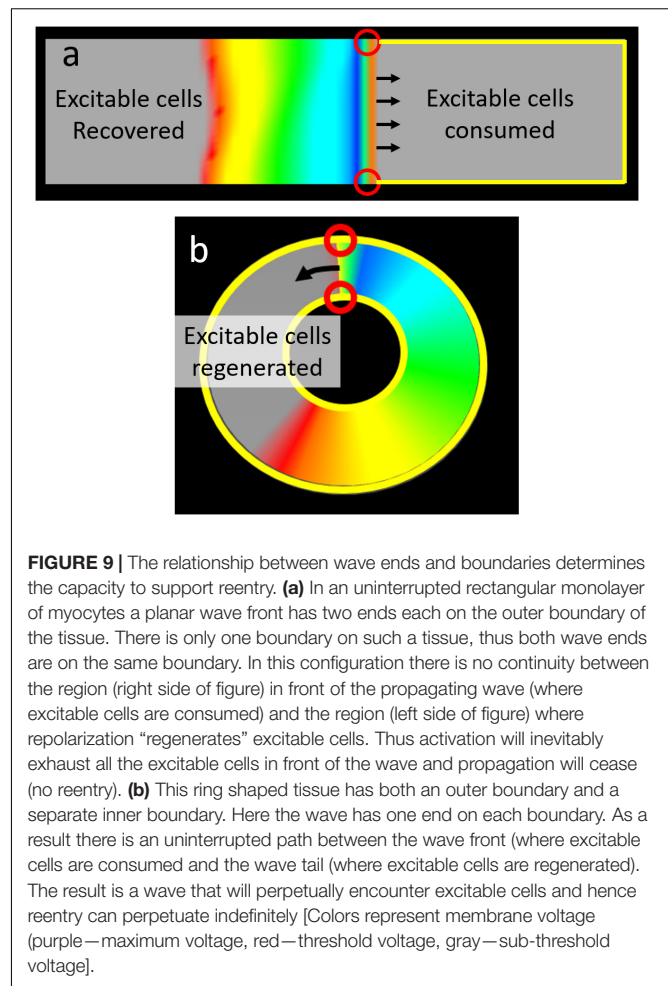 a
Excitable cells
Recovered
Excitable cells
consumed
b
Excitable cells
regenerated
FIGURE 9 | The relationship between wave ends and boundaries determines
the capacity to support reentry. (a) In an uninterrupted rectangular monolayer
of myocytes a planar wave front has two ends each on the outer boundary of
the tissue. There is only one boundary on such a tissue, thus both wave ends
are on the same boundary. In this configuration there is no continuity between
the region (right side of figure) in front of the propagating wave (where
excitable cells are consumed) and the region (left side of figure) where
repolarization “regenerates” excitable cells. Thus activation will inevitably
exhaust all the excitable cells in front of the wave and propagation will cease
(no reentry). (b) This ring shaped tissue has both an outer boundary and a
separate inner boundary. Here the wave has one end on each boundary. As a
result there is an uninterrupted path between the wave front (where excitable
cells are consumed and the wave tail (where excitable cells are regenerated).
The result is a wave that will perpetually encounter excitable cells and hence
reentry can perpetuate indefinitely [Colors represent membrane voltage
(purple—maximum voltage, red—threshold voltage, gray—sub-threshold
voltage].